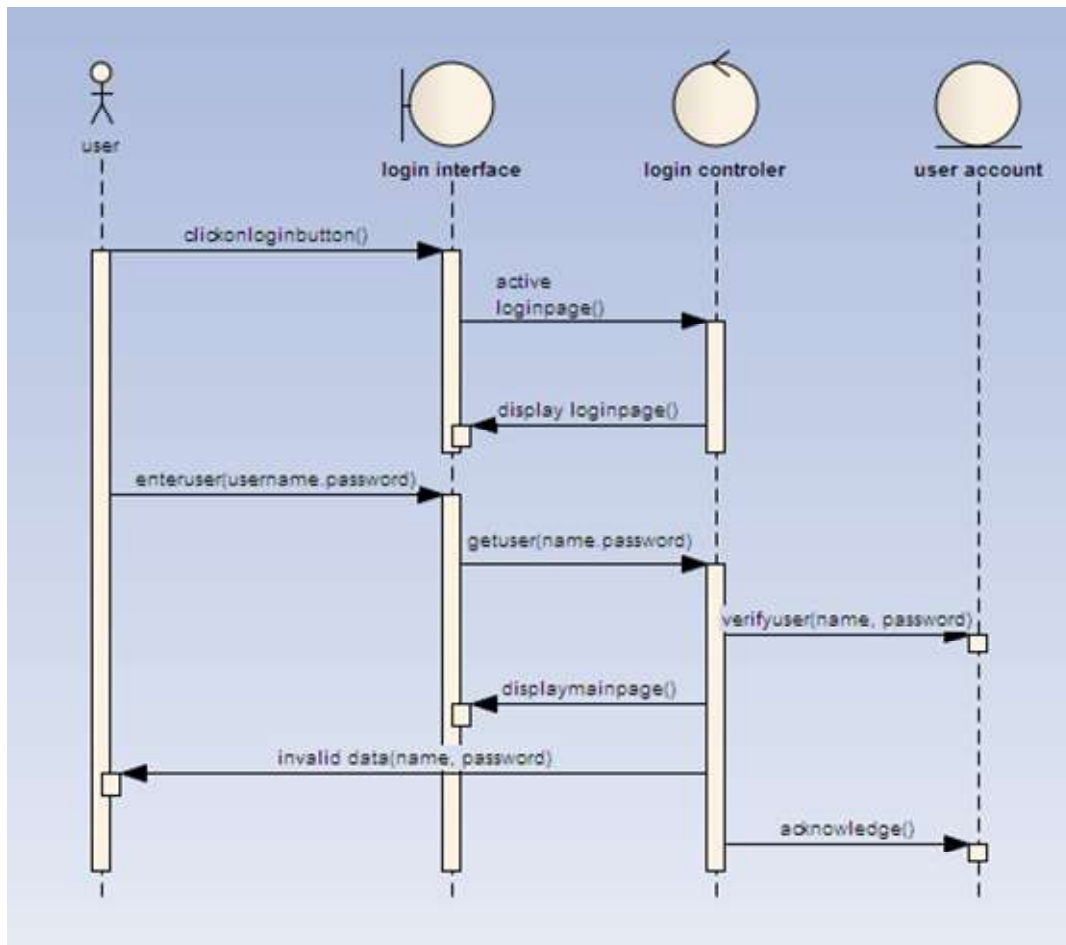 user
login interface
login controler
user account
clickonloginbutton()
active
loginpage()
display loginpage()
enteruser(username.password)
getuser(name.password)
verifyuser(name, password)
displaymainpage()
invalid data(name, password)
acknowledge()